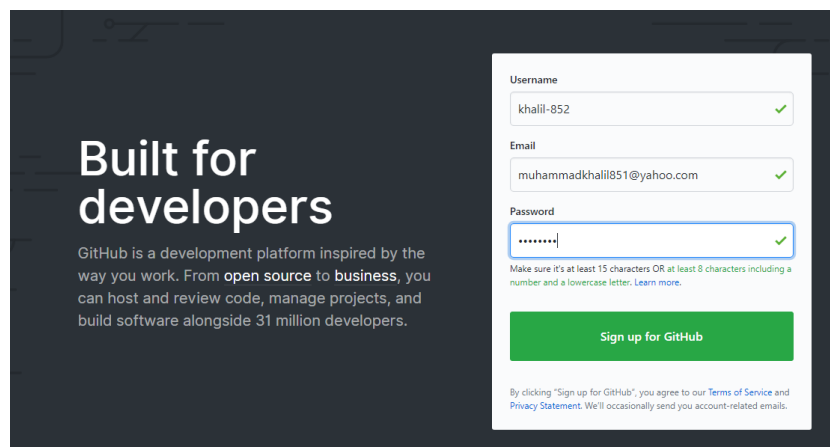 Built for
developers
GitHub is a development platform inspired by the
way you work. From open source to business, you
can host and review code, manage projects, and
build software alongside 31 million developers.
Username
khalil-852
Email
muhammadkhalil851@yahoo.com
Password
••••••••
Make sure it's at least 15 characters OR at least 8 characters including a
number and a lowercase letter. Learn more.
Sign up for GitHub
By clicking "Sign up for GitHub", you agree to our Terms of Service and
Privacy Statement. We'll occasionally send you account-related emails.